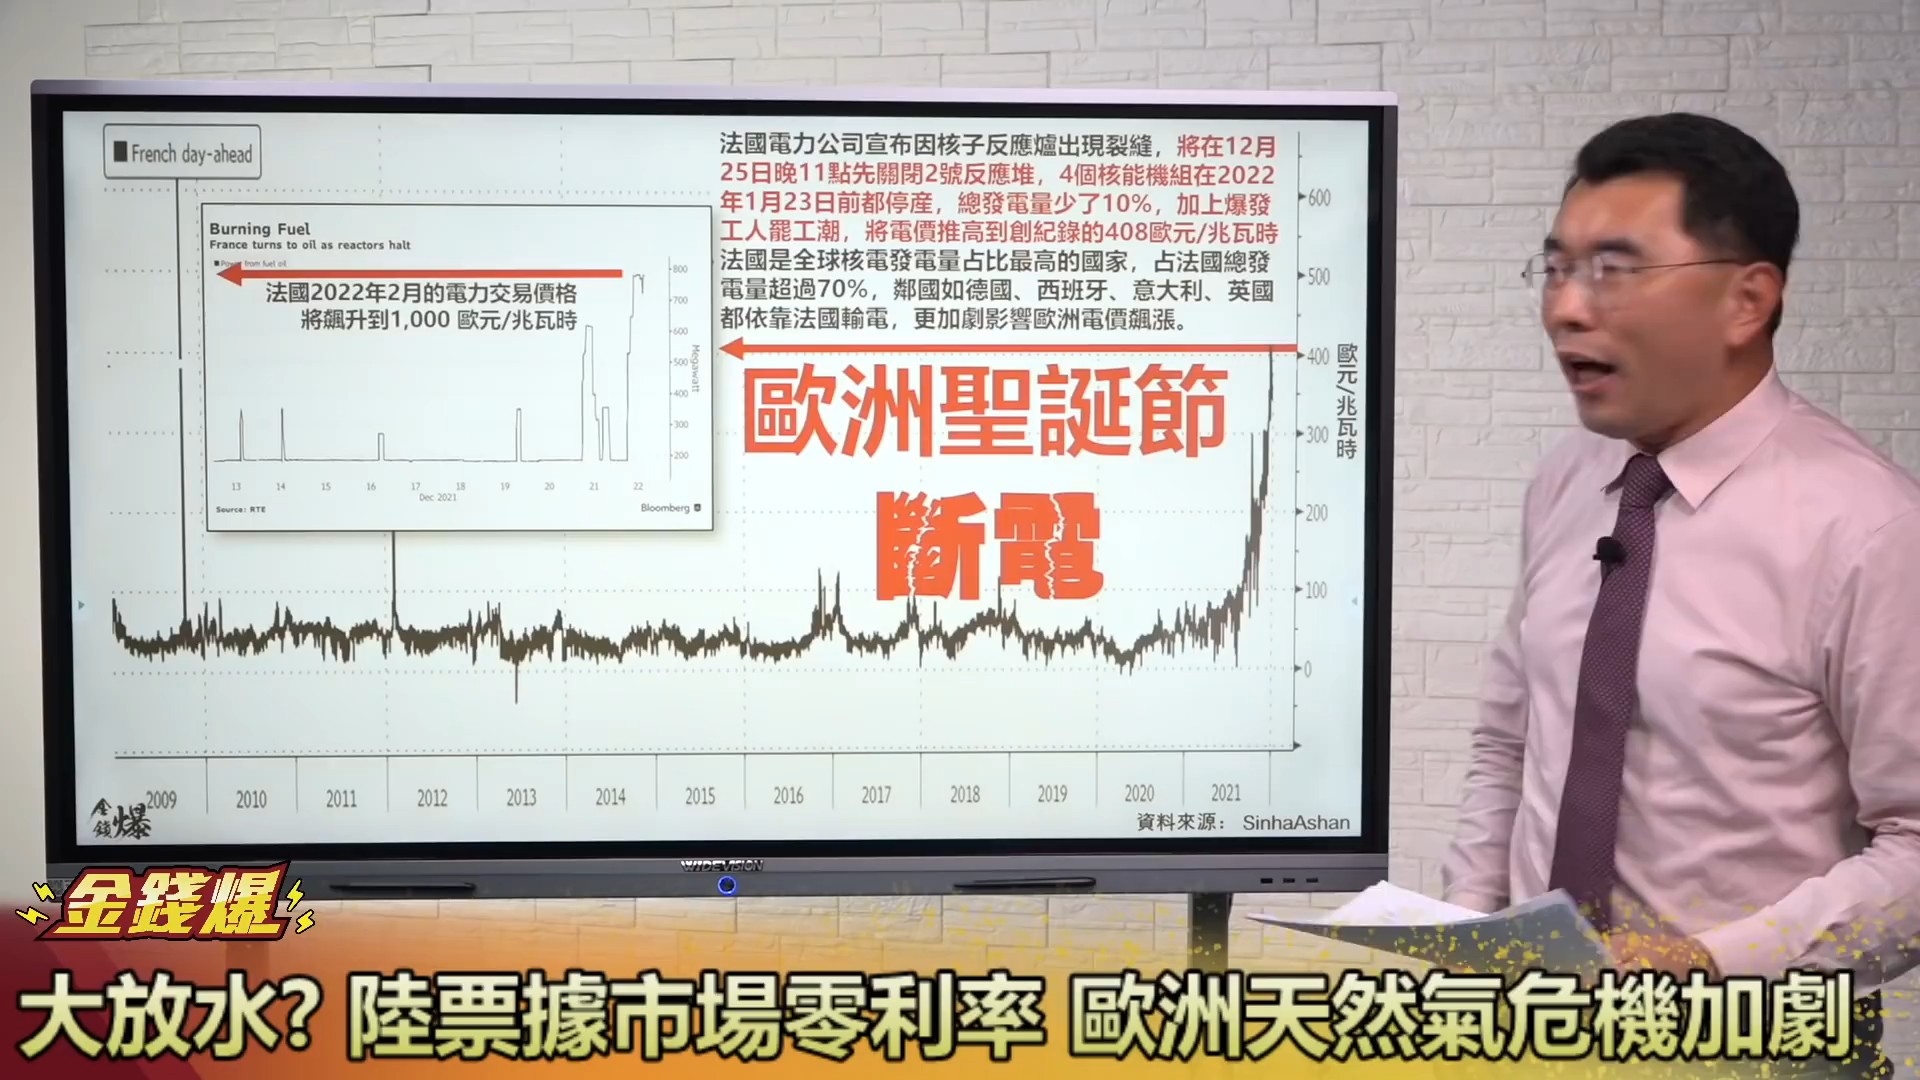 French day-ahead
法國電力公司宣布因核子反應爐出現裂縫，將在12月
25日晚11點先關閉2號反應堆，4個核能機組在2022
年1月23日前都停産，總發電量少了10%，加上爆發
工人罷工潮，將電價推高到創紀錄的408歐元/兆瓦時
法國是全球核電發電量占比最高的國家，占法國總發
電量超過70%，鄰國如德國、西班牙、意大利、英國
都依靠法國輸電，更加劇影響歐洲電價飆漲。
Burning Fuel
France turns to oil as reactors halt
Power from fuel oil
法國2022年2月的電力交易價格
將飆升到1,000 歐元/兆瓦時
800
700
600
500
400
300
200
Megawatt
13 14 15 16 17 18 19 20 21 22
Dec 2021
Source: RTE
Bloomberg
歐洲聖誕節
斷電
600
500
400
300
200
100
0
歐元/兆瓦時
2009 2010 2011 2012 2013 2014 2015 2016 2017 2018 2019 2020 2021
資料來源： SinhaAshan
金錢爆
WIDEVISION
金錢爆
大放水? 陸票據市場零利率 歐洲天然氣危機加劇